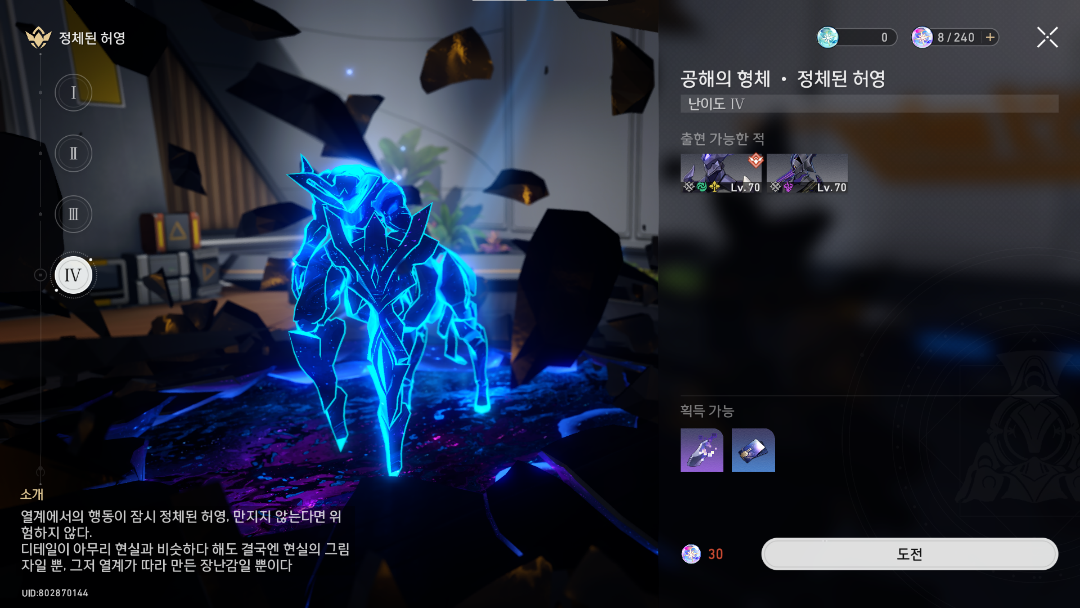 정체된 허영
0
8/240 +
I
II
III
IV
공해의 형체 • 정체된 허영
난이도 IV
출현 가능한 적
Lv.70
Lv.70
획득 가능
소개
열계에서의 행동이 잠시 정체된 허영, 만지지 않는다면 위
험하지 않다.
디테일이 아무리 현실과 비슷하다 해도 결국엔 현실의 그림
자일 뿐, 그저 열계가 따라 만든 장난감일 뿐이다
30
도전
UID:802870144